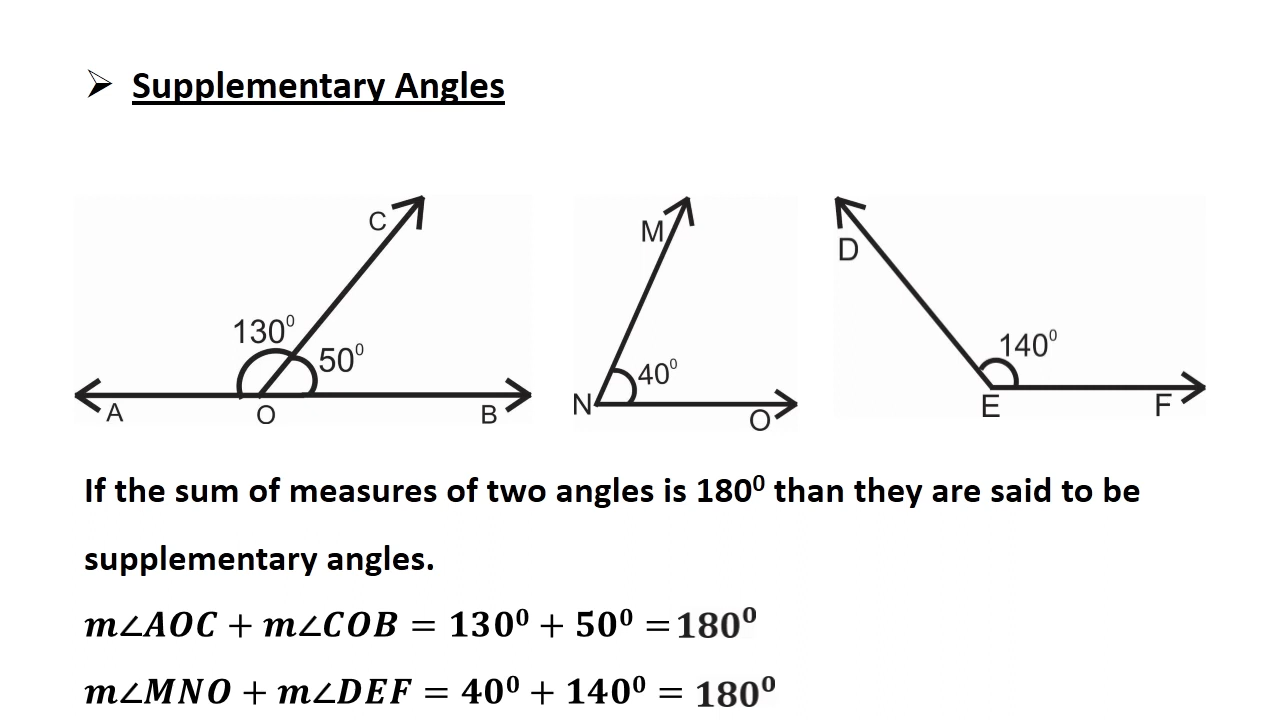 ➢ Supplementary Angles
C
M
D
130⁰
50⁰
40⁰
140⁰
A
O
B
N
O
E
F
If the sum of measures of two angles is 180⁰ than they are said to be
supplementary angles.
m∠AOC + m∠COB = 130⁰ + 50⁰ = 180⁰
m∠MNO + m∠DEF = 40⁰ + 140⁰ = 180⁰